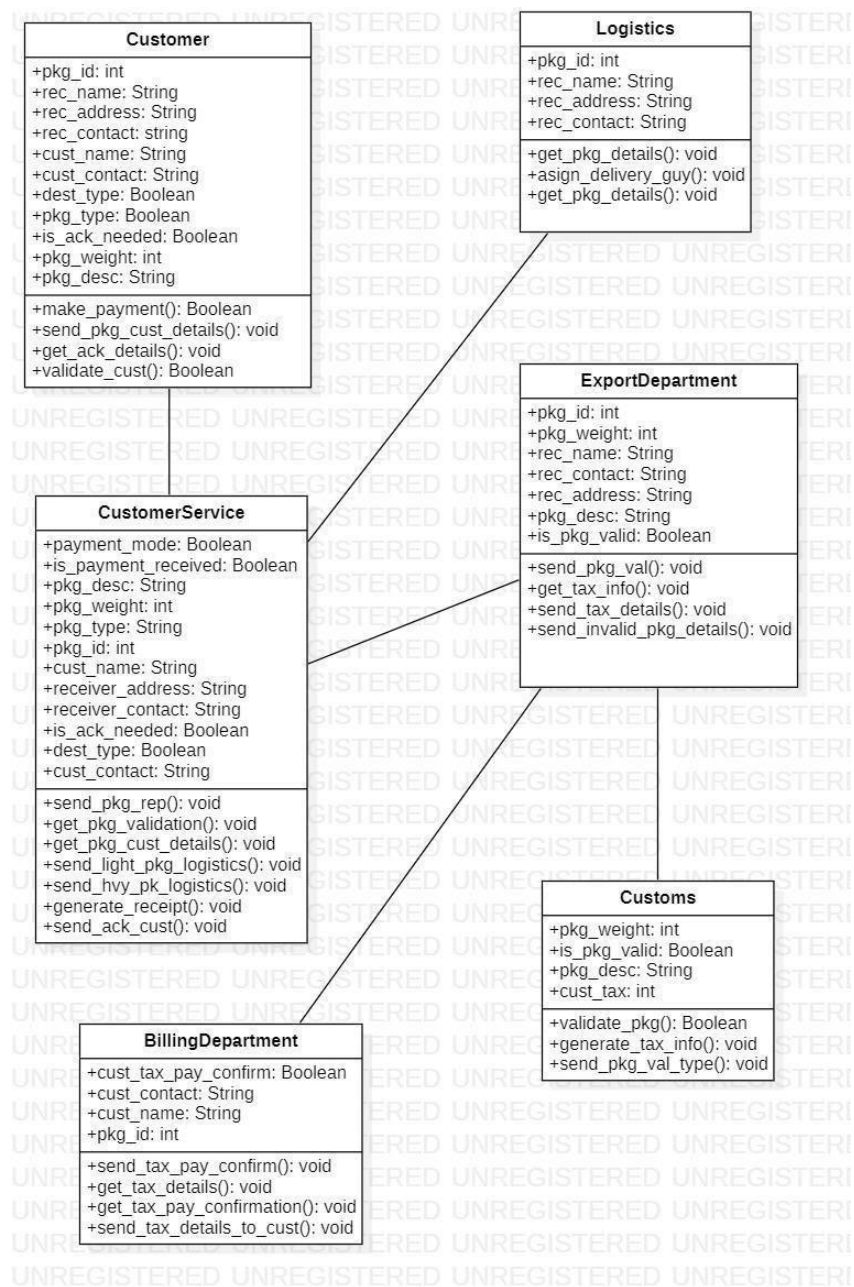 Customer
+pkg_id: int
+rec_name: String
+rec_address: String
+rec_contact: string
+cust_name: String
+cust_contact: String
+dest_type: Boolean
+pkg_type: Boolean
+is_ack_needed: Boolean
+pkg_weight: int
+pkg_desc: String
+make_payment(): Boolean
+send_pkg_cust_details(): void
+get_ack_details(): void
+validate_cust(): Boolean
Logistics
+pkg_id: int
+rec_name: String
+rec_address: String
+rec_contact: String
+get_pkg_details(): void
+asign_delivery_guy(): void
+get_pkg_details(): void
ExportDepartment
+pkg_id: int
+pkg_weight: int
+rec_name: String
+rec_contact: String
+rec_address: String
+pkg_desc: String
+is_pkg_valid: Boolean
+send_pkg_val(): void
+get_tax_info(): void
+send_tax_details(): void
+send_invalid_pkg_details(): void
CustomerService
+payment_mode: Boolean
+is_payment_received: Boolean
+pkg_desc: String
+pkg_weight: int
+pkg_type: String
+pkg_id: int
+cust_name: String
+receiver_address: String
+receiver_contact: String
+is_ack_needed: Boolean
+dest_type: Boolean
+cust_contact: String
+send_pkg_rep(): void
+get_pkg_validation(): void
+get_pkg_cust_details(): void
+send_light_pkg_logistics(): void
+send_hvy_pk_logistics(): void
+generate_receipt(): void
+send_ack_cust(): void
Customs
+pkg_weight: int
+is_pkg_valid: Boolean
+pkg_desc: String
+cust_tax: int
+validate_pkg(): Boolean
+generate_tax_info(): void
+send_pkg_val_type(): void
BillingDepartment
+cust_tax_pay_confirm: Boolean
+cust_contact: String
+cust_name: String
+pkg_id: int
+send_tax_pay_confirm(): void
+get_tax_details(): void
+get_tax_pay_confirmation(): void
+send_tax_details_to_cust(): void
UNREGISTERED UNREGISTERED UNREGISTERED UNREGISTERED